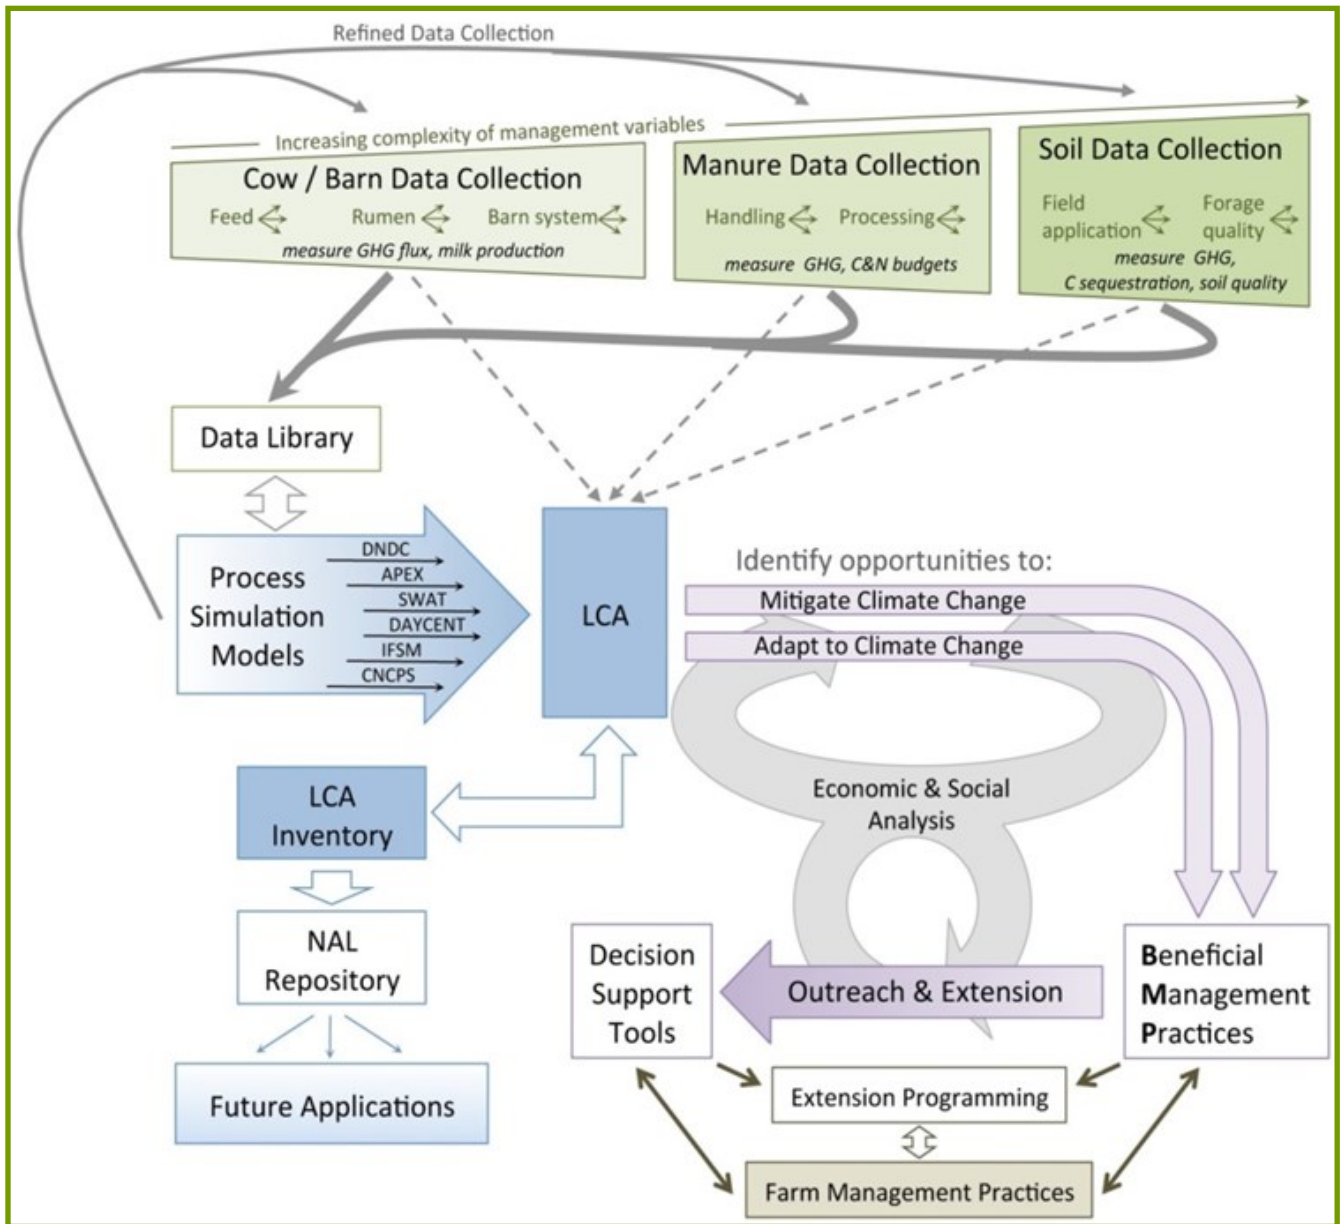 Refined Data Collection
Increasing complexity of management variables
Cow / Barn Data Collection
Feed
Rumen
Barn system
measure GHG flux, milk production
Manure Data Collection
Handling
Processing
measure GHG, C&N budgets
Soil Data Collection
Field
application
Forage
quality
measure GHG,
C sequestration, soil quality
Data Library
Process
Simulation
Models
DNDC
APEX
SWAT
DAYCENT
IFSM
CNCPS
LCA
Identify opportunities to:
Mitigate Climate Change
Adapt to Climate Change
Economic & Social
Analysis
LCA
Inventory
NAL
Repository
Future Applications
Decision
Support
Tools
Outreach & Extension
Beneficial
Management
Practices
Extension Programming
Farm Management Practices